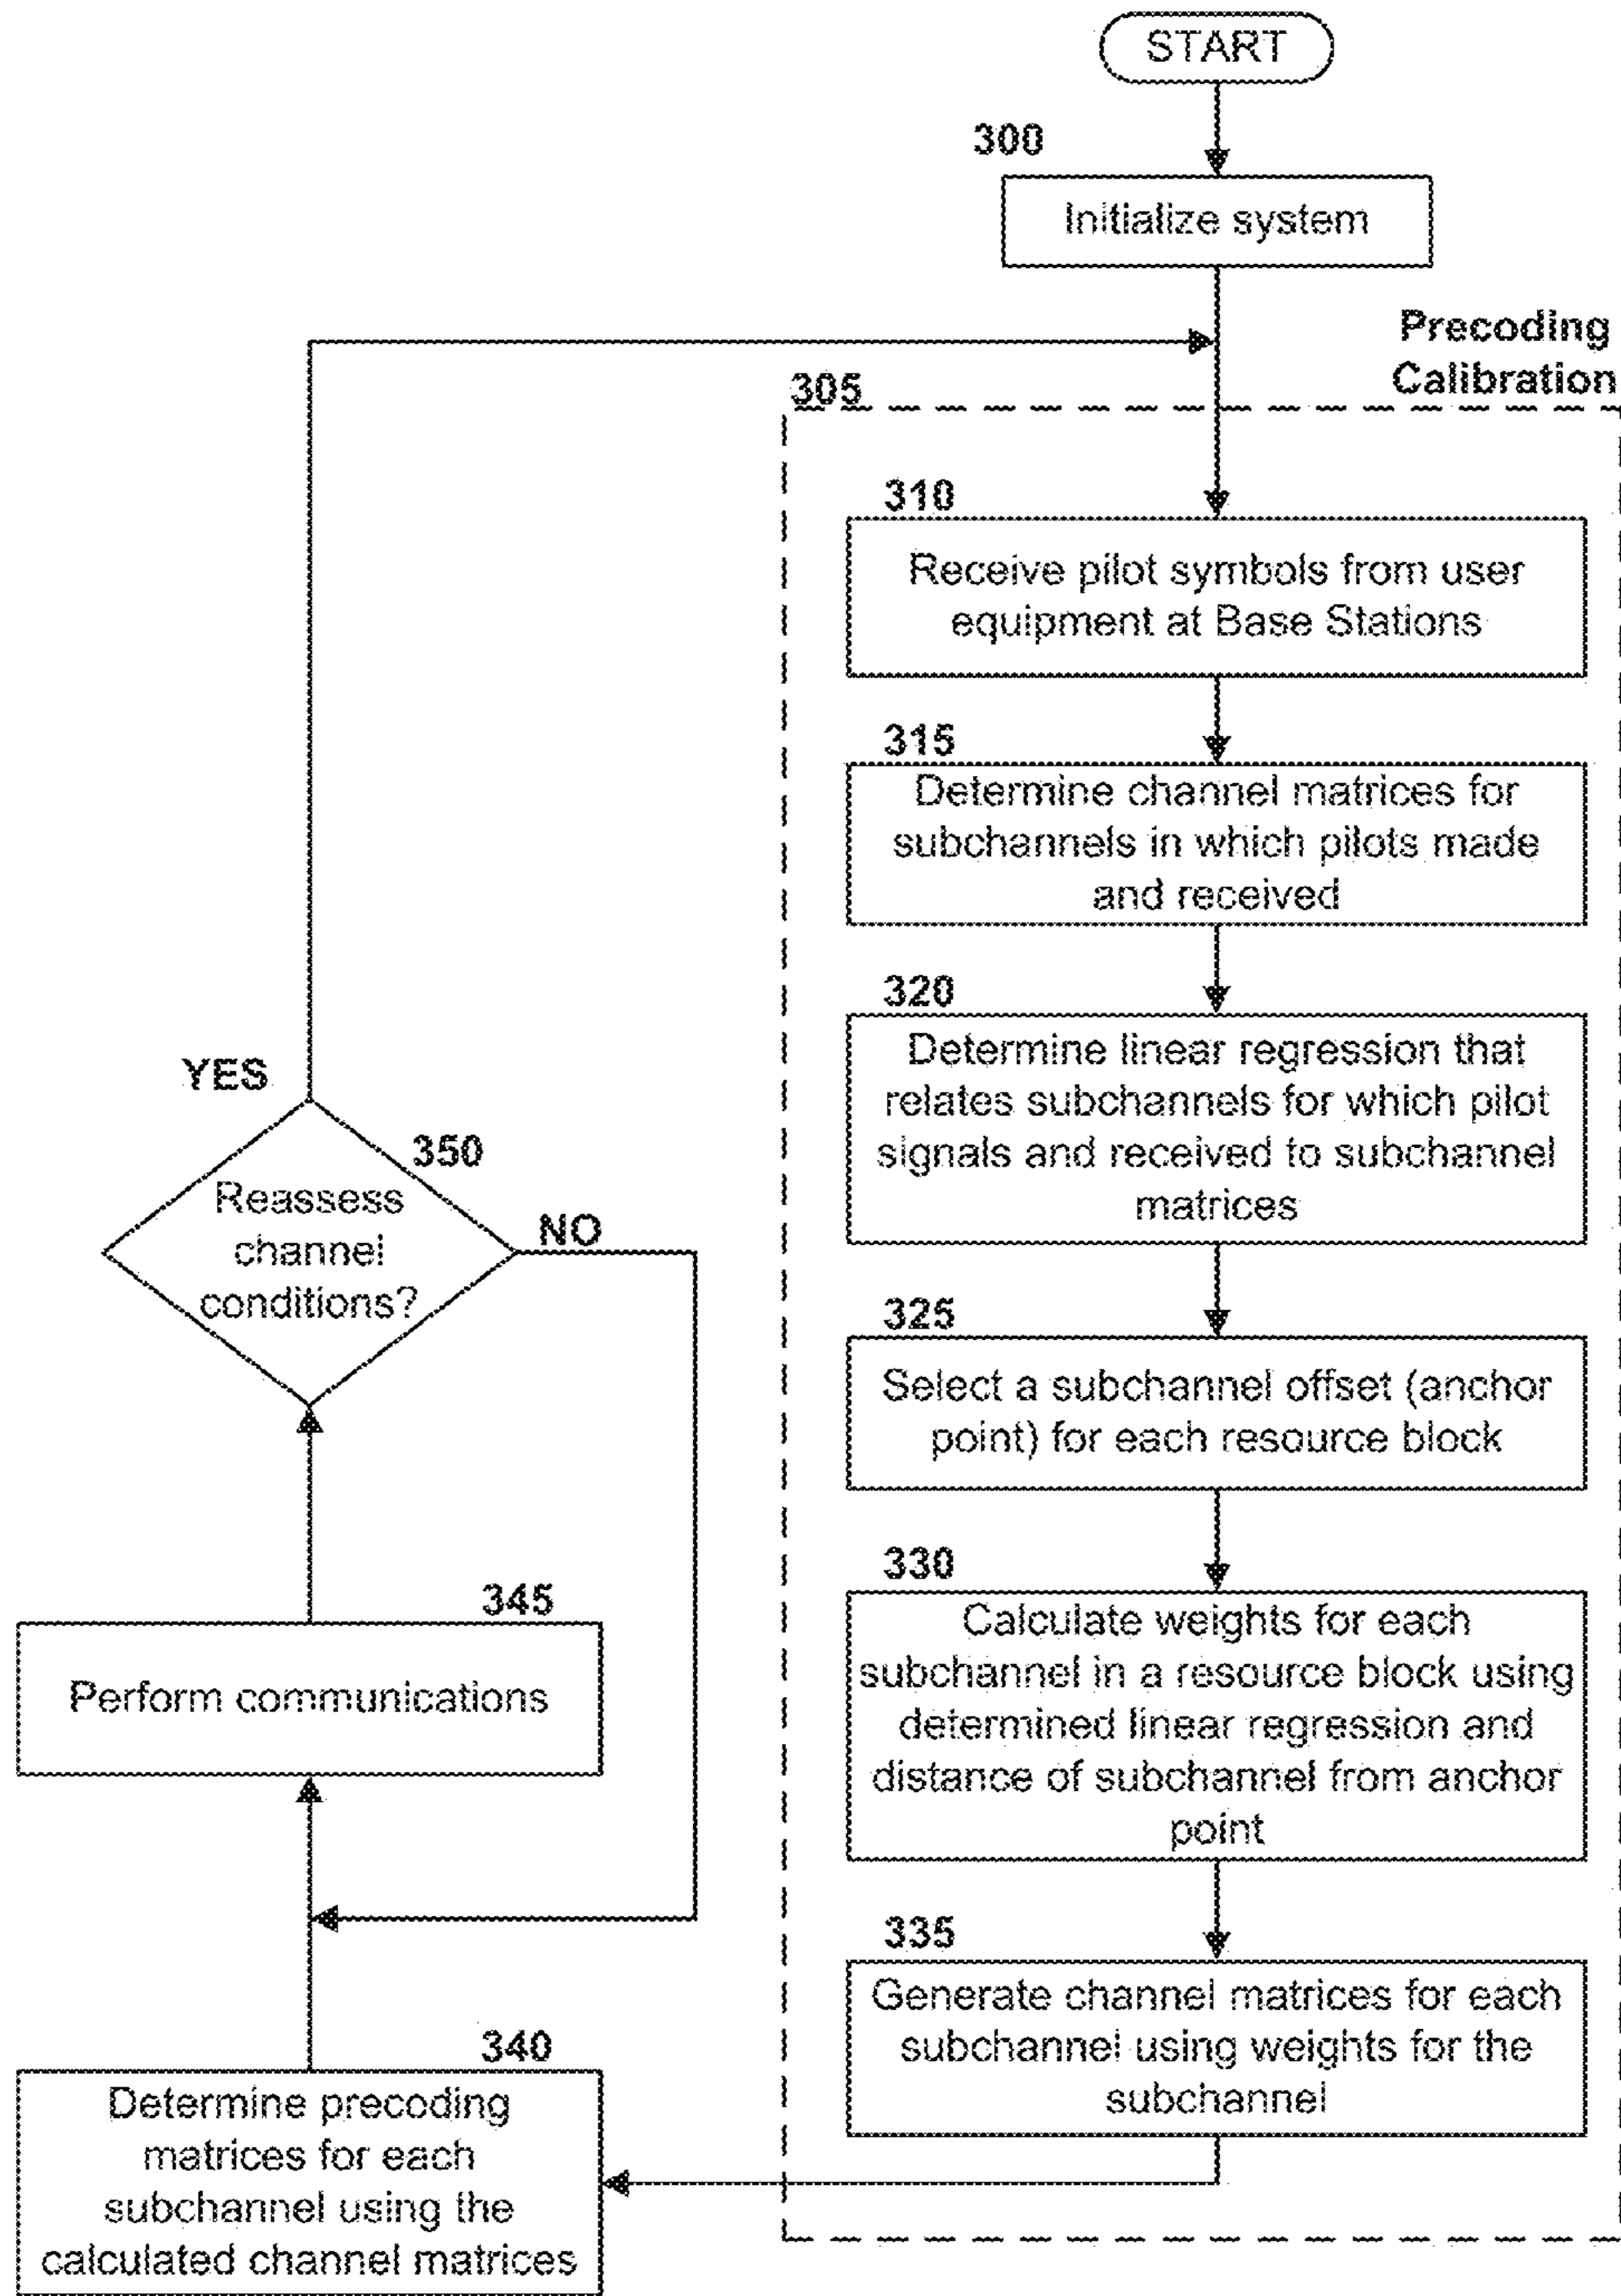 START
300
Initialize system
Precoding
Calibration
305
310
Receive pilot symbols from user
equipment at Base Stations
315
Determine channel matrices for
subchannels in which pilots made
and received
320
Determine linear regression that
relates subchannels for which pilot
signals and received to subchannel
matrices
325
Select a subchannel offset (anchor
point) for each resource block
330
Calculate weights for each
subchannel in a resource block using
determined linear regression and
distance of subchannel from anchor
point
335
Generate channel matrices for each
subchannel using weights for the
subchannel
340
Determine precoding
matrices for each
subchannel using the
calculated channel matrices
345
Perform communications
350
Reassess
channel
conditions?
YES
NO